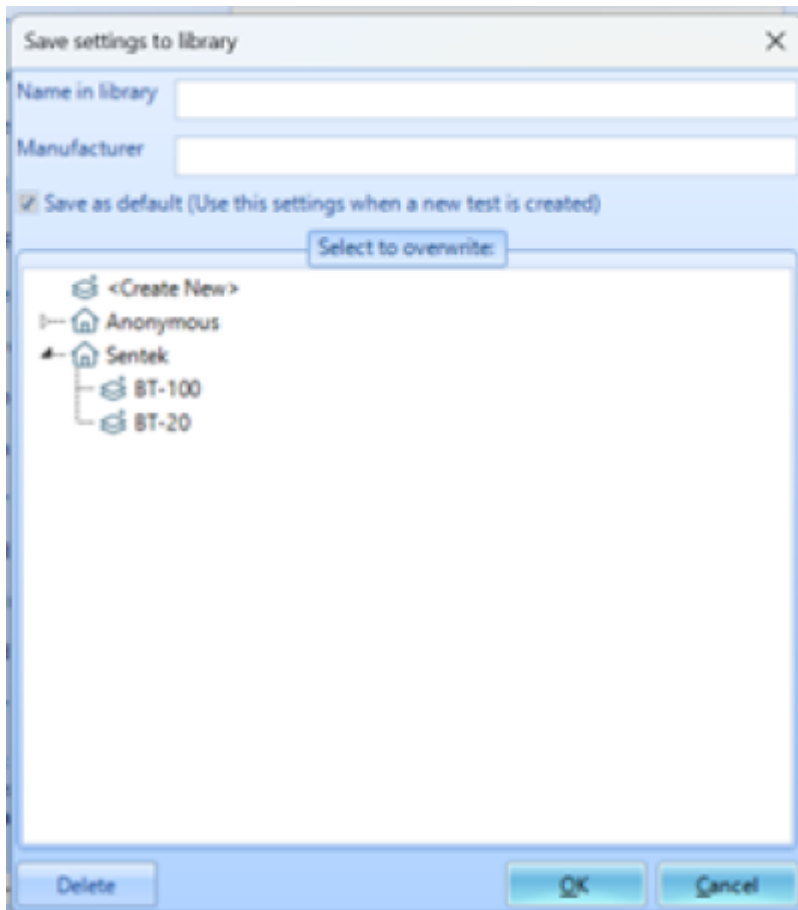 Save settings to library
Name in library
Manufacturer
Save as default (Use this settings when a new test is created)
Select to overwrite:
<Create New>
Anonymous
Sentek
BT-100
BT-20
Delete
OK
Cancel